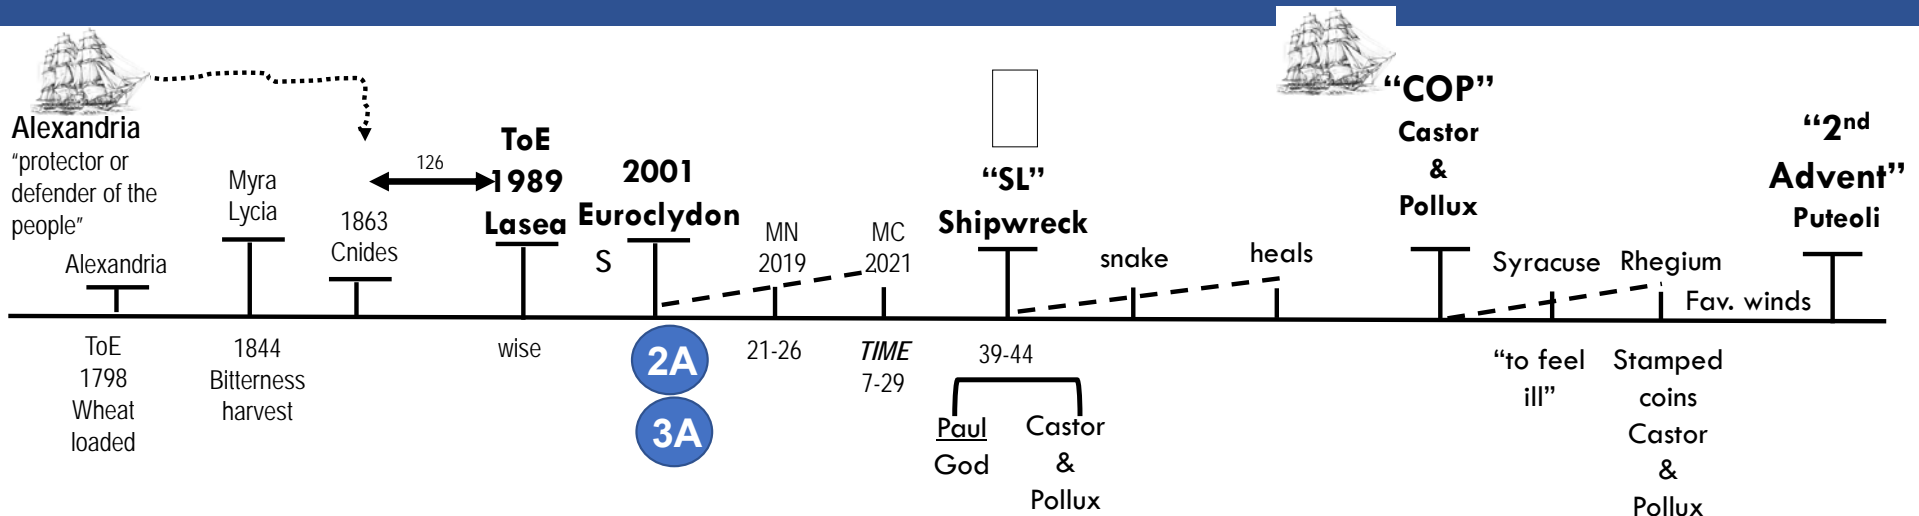 Alexandria
"protector or
defender of the
people"
Alexandria
ToE
1798
Wheat
loaded
Myra
Lycia
1844
Bitterness
harvest
1863
Cnides
126
ToE
1989
Lasea
wise
2001
Euroclydon
S
2A
3A
MN
2019
21-26
MC
2021
TIME
7-29
“SL”
Shipwreck
39-44
Paul
God
Castor
&
Pollux
snake
heals
“COP”
Castor
&
Pollux
Syracuse
“to feel
ill”
Rhegium
Stamped
coins
Castor
&
Pollux
Fav. winds
“2nd
Advent”
Puteoli